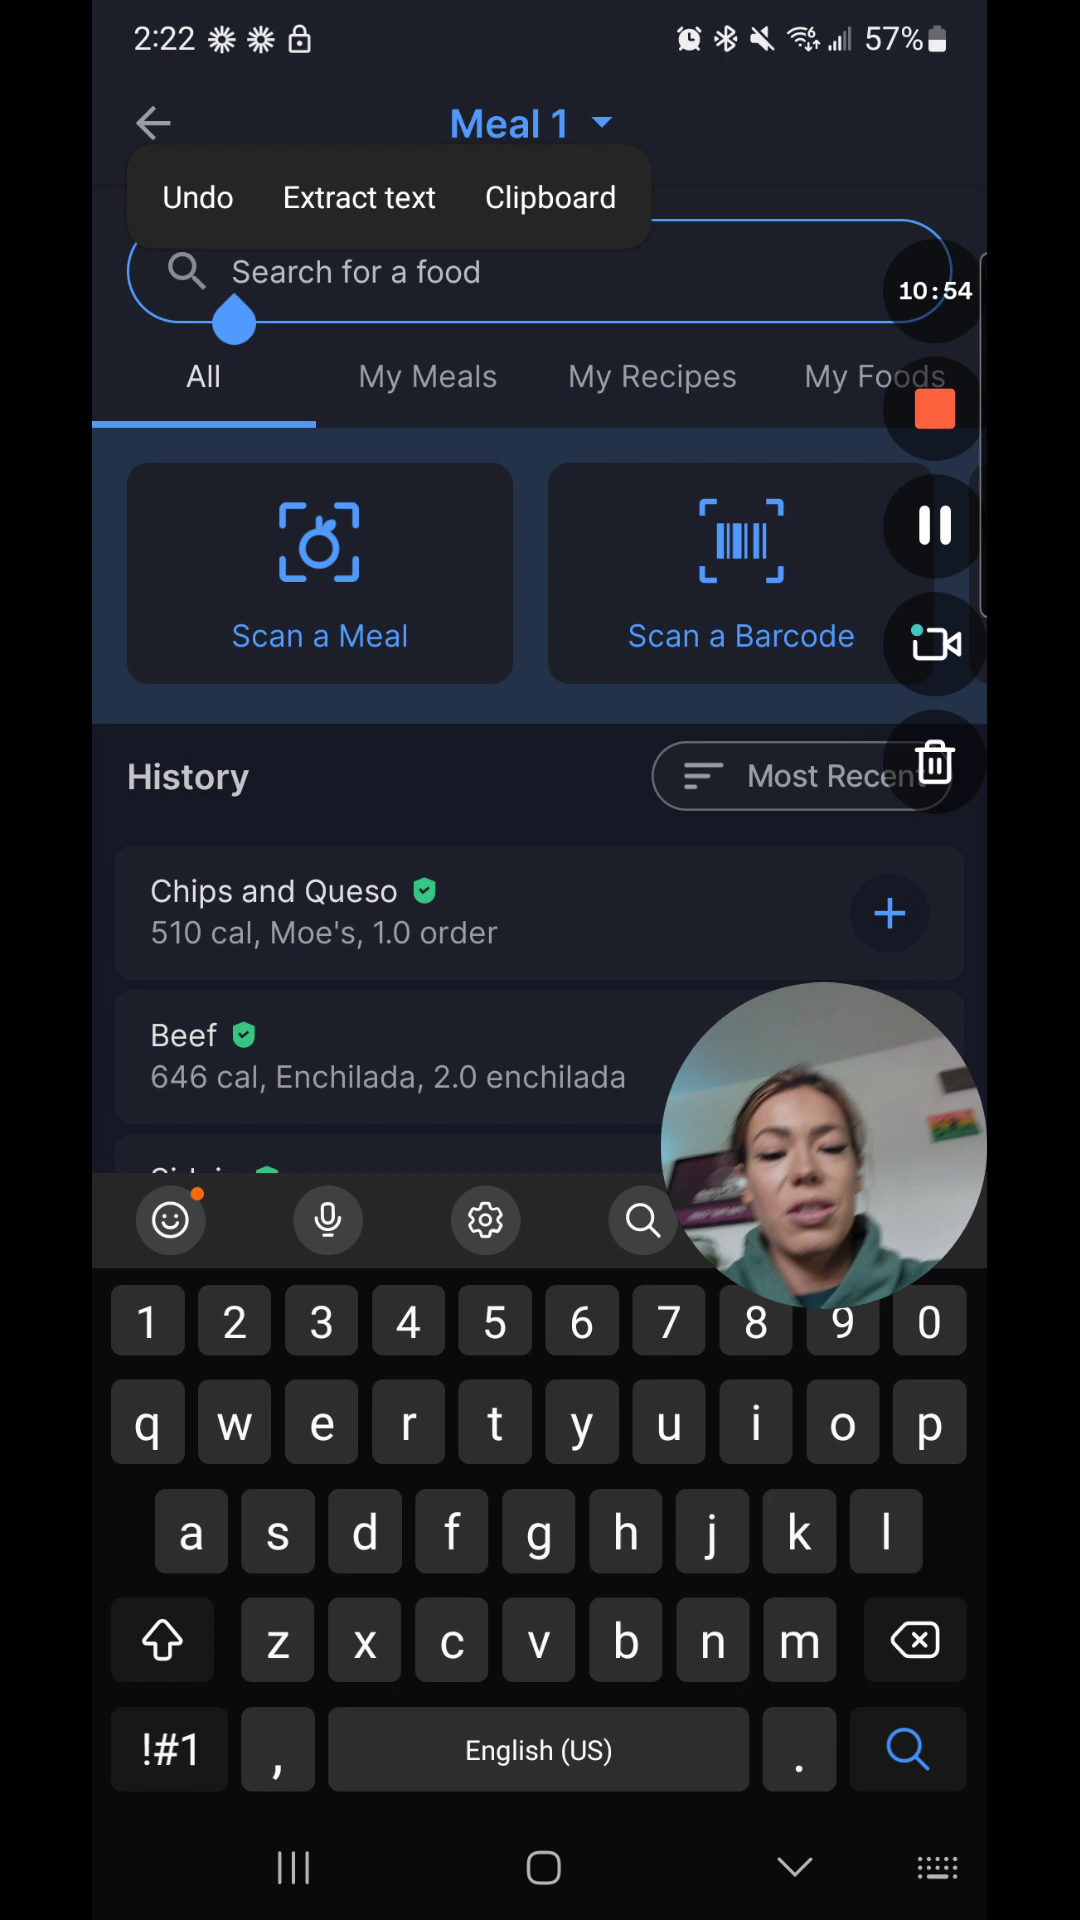 2:22
57%
Meal 1
Undo Extract text Clipboard
Search for a food
10:54
All My Meals My Recipes My Foods
Scan a Meal Scan a Barcode
History Most Recent
Chips and Queso
510 cal, Moe's, 1.0 order
Beef
646 cal, Enchilada, 2.0 enchilada
1 2 3 4 5 6 7 8 9 0
q w e r t y u i o p
a s d f g h j k l
z x c v b n m
!#1 , English (US) .